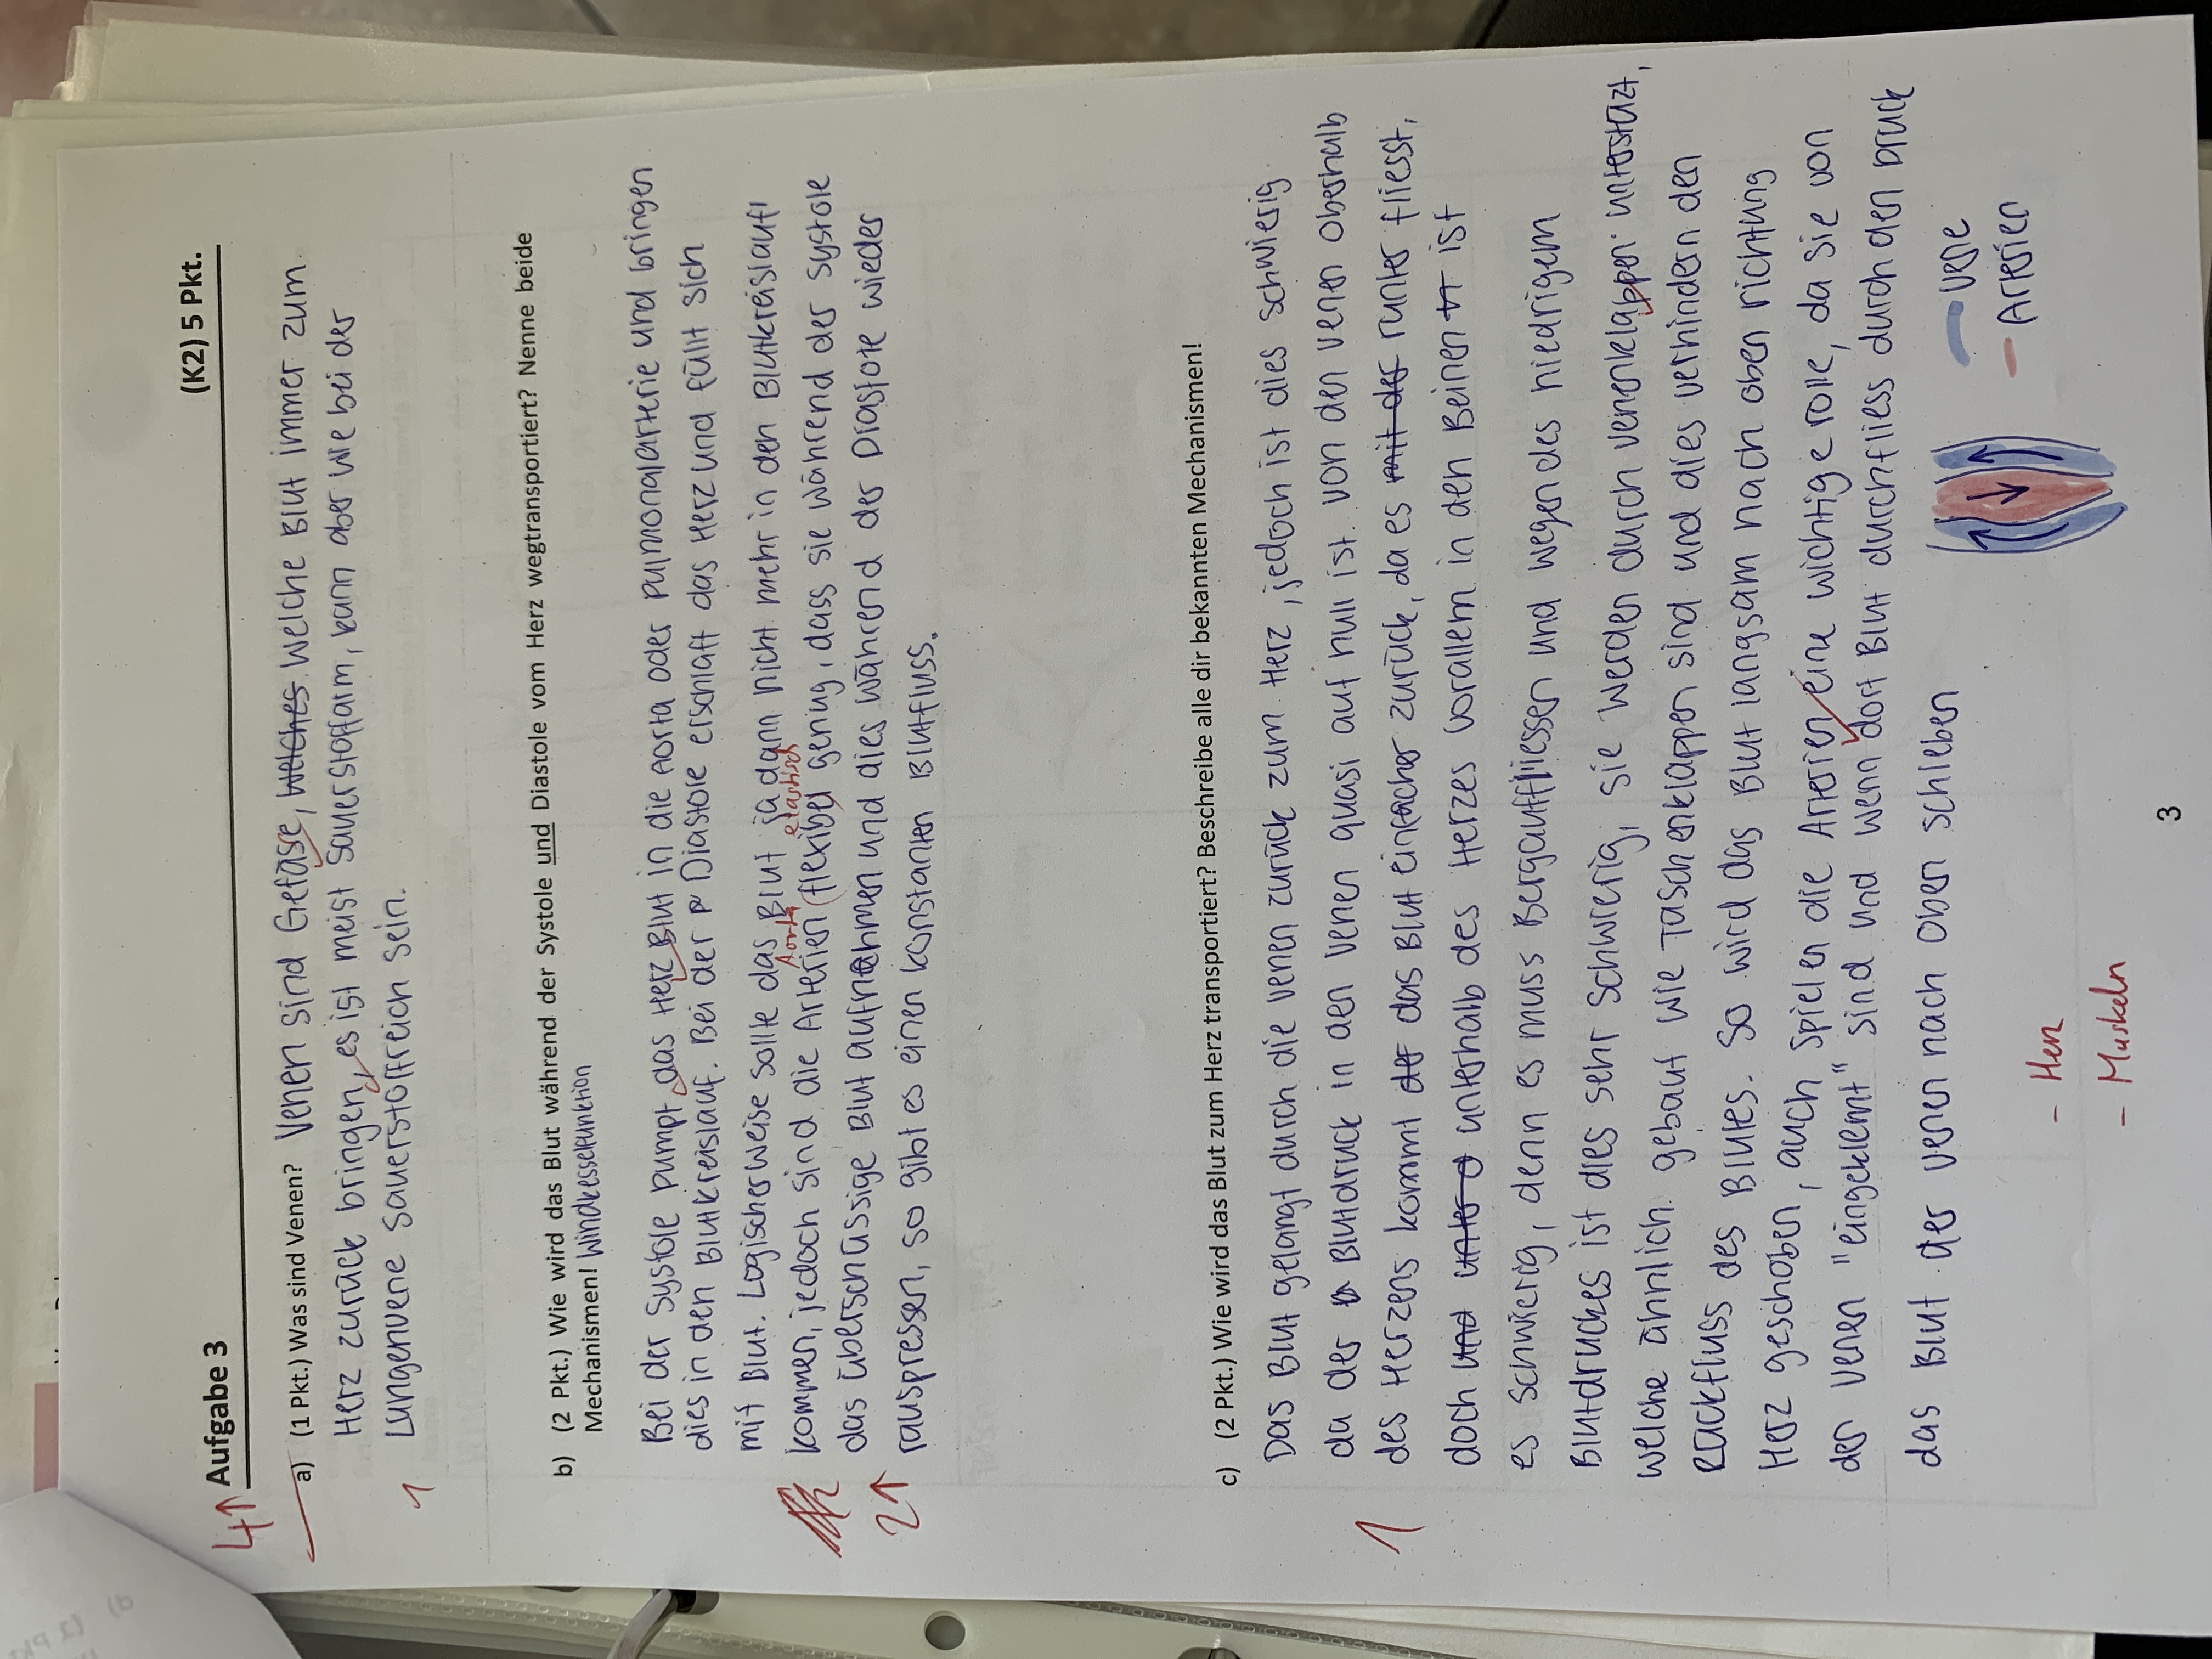 4↑ Aufgabe 3 (K2) 5 Pkt.
a) (1 Pkt.) Was sind Venen? Venen sind Gefässe, welches welche Blut immer zum
Herz zurück bringen, es ist meist Sauerstoffarm, kann aber wie bei der
Lungenvene Sauerstoffreich sein.
1
b) (2 Pkt.) Wie wird das Blut während der Systole und Diastole vom Herz wegtransportiert? Nenne beide
Mechanismen! Windkesselfunktion
Bei der Systole pumpt das Herz Blut in die Aorta oder Pulmonalarterie und bringen
dies in den Blutkreislauf. Bei der Diastole erschlaft das Herz und füllt sich
mit Blut. Logischerweise sollte das Blut ja dann nicht mehr in den Blutkreislauf
Aorta elastisch
kommen, jedoch sind die Arterien (flexibel) genug, dass sie während der Systole
das überschüssige Blut aufnehmen und dies während der Diastole wieder
2↑
rauspressen, so gibt es einen konstanten Blutfluss.
c) (2 Pkt.) Wie wird das Blut zum Herz transportiert? Beschreibe alle dir bekannten Mechanismen!
Das Blut gelangt durch die Venen zurück zum Herz, jedoch ist dies schwierig
da der Blutdruck in den Venen quasi auf null ist. Von den Venen oberhalb
1
des Herzens kommt der das Blut einfacher zurück, da es mit der runter fliesst,
doch und unter d unterhalb des Herzes vorallem in den Beinen ist
es schwierig, denn es muss Bergauffliessen und wegen des niedrigem
Blutdruckes ist dies sehr schwierig, sie werden durch Venenklappen unterstüzt,
welche ähnlich gebaut wie Taschenklappen sind und dies verhindern den
Rückfluss des Blutes. So wird das Blut langsam nach oben richtung
Herz geschoben, auch spielen die Arterien eine wichtige rolle, da sie von
den Venen "eingeklemt" sind und wenn dort Blut durchfliess durch den Druck
das Blut der Venen nach oben schieben
Vene
Arterien
- Herz
- Muskeln
3